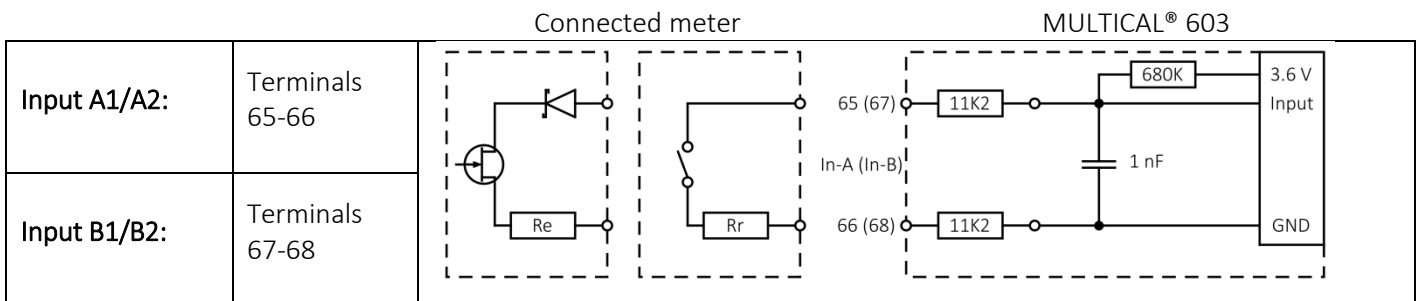 Connected meter MULTICAL® 603
Input A1/A2: Terminals 65-66
Input B1/B2: Terminals 67-68
Re
Rr
65 (67)
In-A (In-B)
66 (68)
11K2
11K2
680K
1 nF
3.6 V
Input
GND